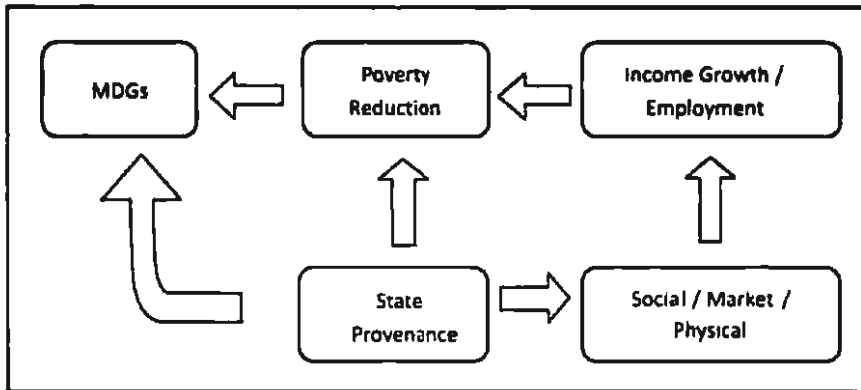 MDGs
Poverty
Reduction
Income Growth /
Employment
State
Provenance
Social / Market /
Physical